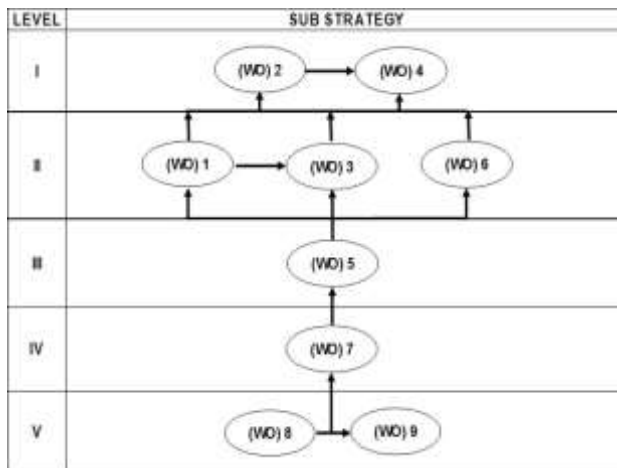 LEVEL SUB STRATEGY
I (WO) 2 (WO) 4
II (WO) 1 (WO) 3 (WO) 6
III (WO) 5
IV (WO) 7
V (WO) 8 (WO) 9